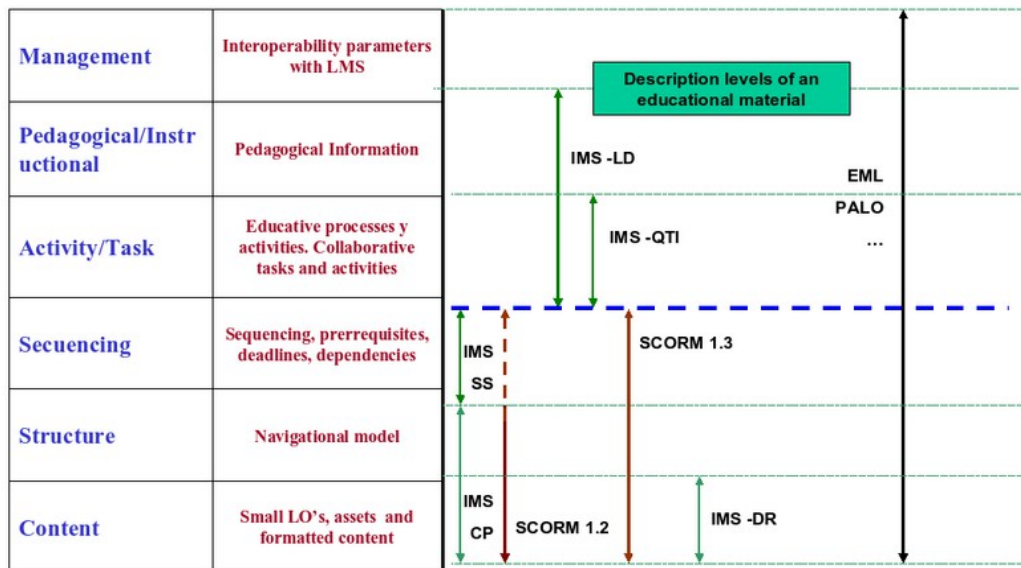 Management
Interoperability parameters
with LMS
Description levels of an
educational material
Pedagogical/Instr
uctional
Pedagogical Information
IMS -LD
EML
PALO
...
Activity/Task
Educative processes y
activities. Collaborative
tasks and activities
IMS -QTI
Secuencing
Sequencing, prerrequisites,
deadlines, dependencies
IMS
SS
SCORM 1.3
Structure
Navigational model
Content
Small LO's, assets and
formatted content
IMS
CP
SCORM 1.2
IMS -DR